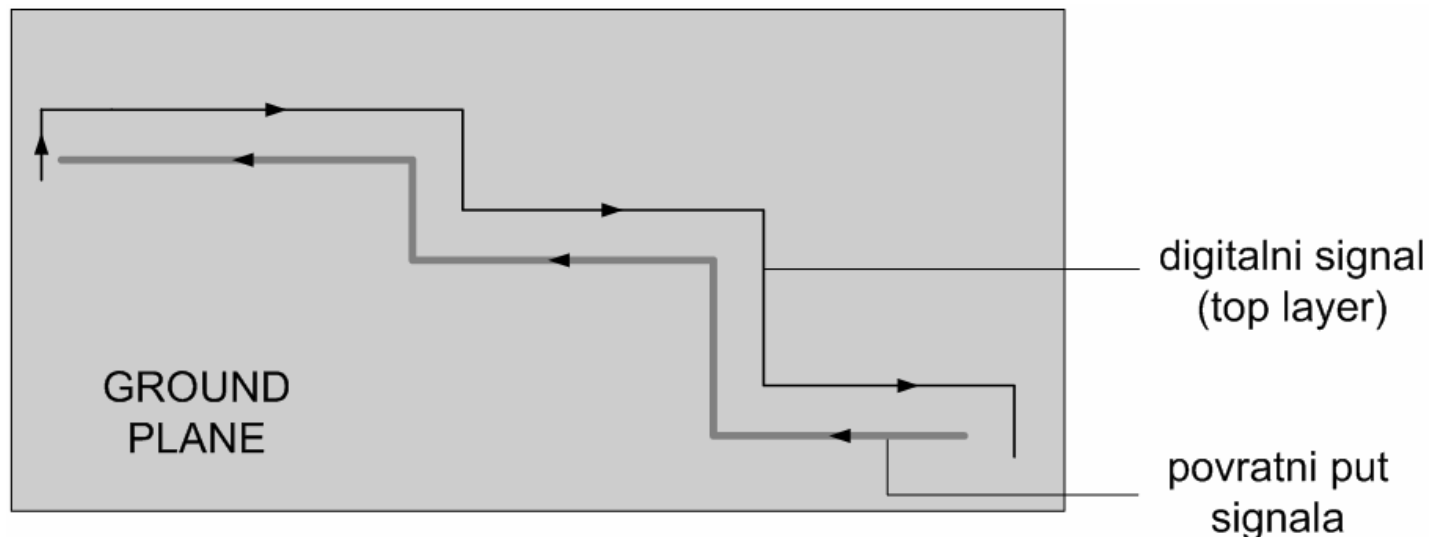 digitalni signal
(top layer)
GROUND
PLANE
povratni put
signala